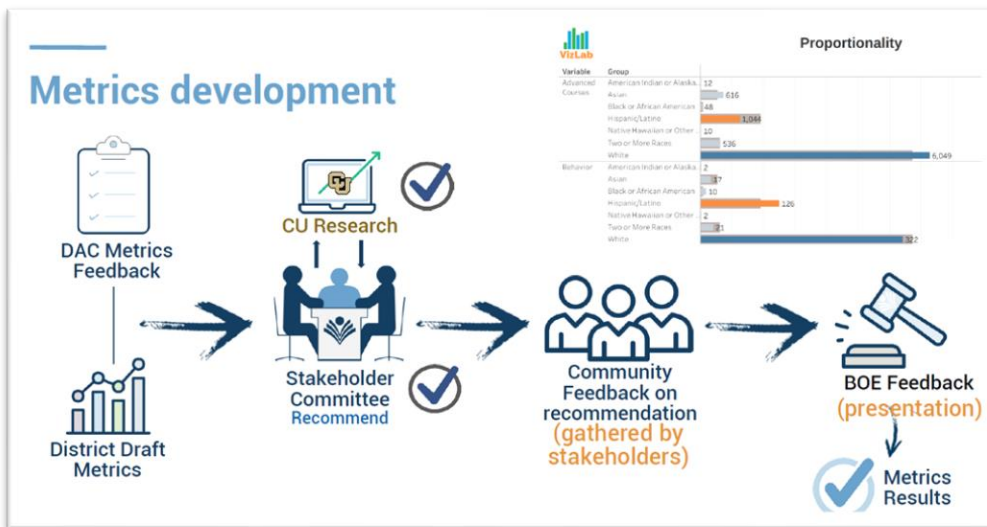 Metrics development
VizLab
Proportionality
Variable Group
Advanced Courses
American Indian or Alaska.. 12
Asian 616
Black or African American 48
Hispanic/Latino 1,044
Native Hawaiian or Other .. 10
Two or More Races 536
White 6,049
Behavior
American Indian or Alaska.. 2
Asian 17
Black or African American 10
Hispanic/Latino 126
Native Hawaiian or Other .. 2
Two or More Races 21
White 322
DAC Metrics
Feedback
District Draft
Metrics
CU
CU Research
Stakeholder
Committee
Recommend
Community
Feedback on
recommendation
(gathered by
stakeholders)
BOE Feedback
(presentation)
Metrics
Results